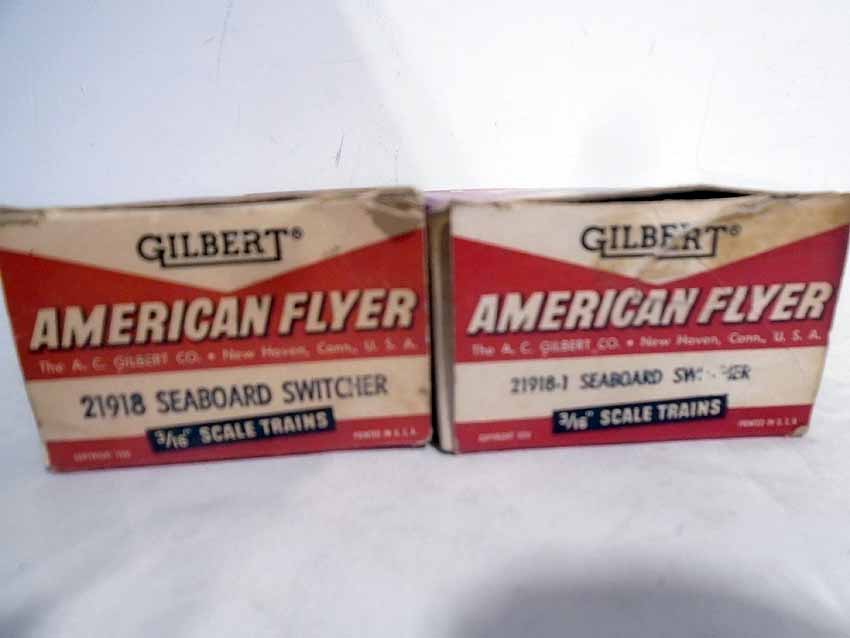 GILBERT®
AMERICAN FLYER
The A. C. GILBERT CO. • New Haven, Conn., U. S. A.
21918 SEABOARD SWITCHER
3/16" SCALE TRAINS
PRINTED IN U. S. A.
GILBERT®
AMERICAN FLYER
The A. C. GILBERT CO. • New Haven, Conn., U. S. A.
21918-1 SEABOARD
3/16" SCALE TRAINS
COPYRIGHT
PRINTED IN U. S. A.